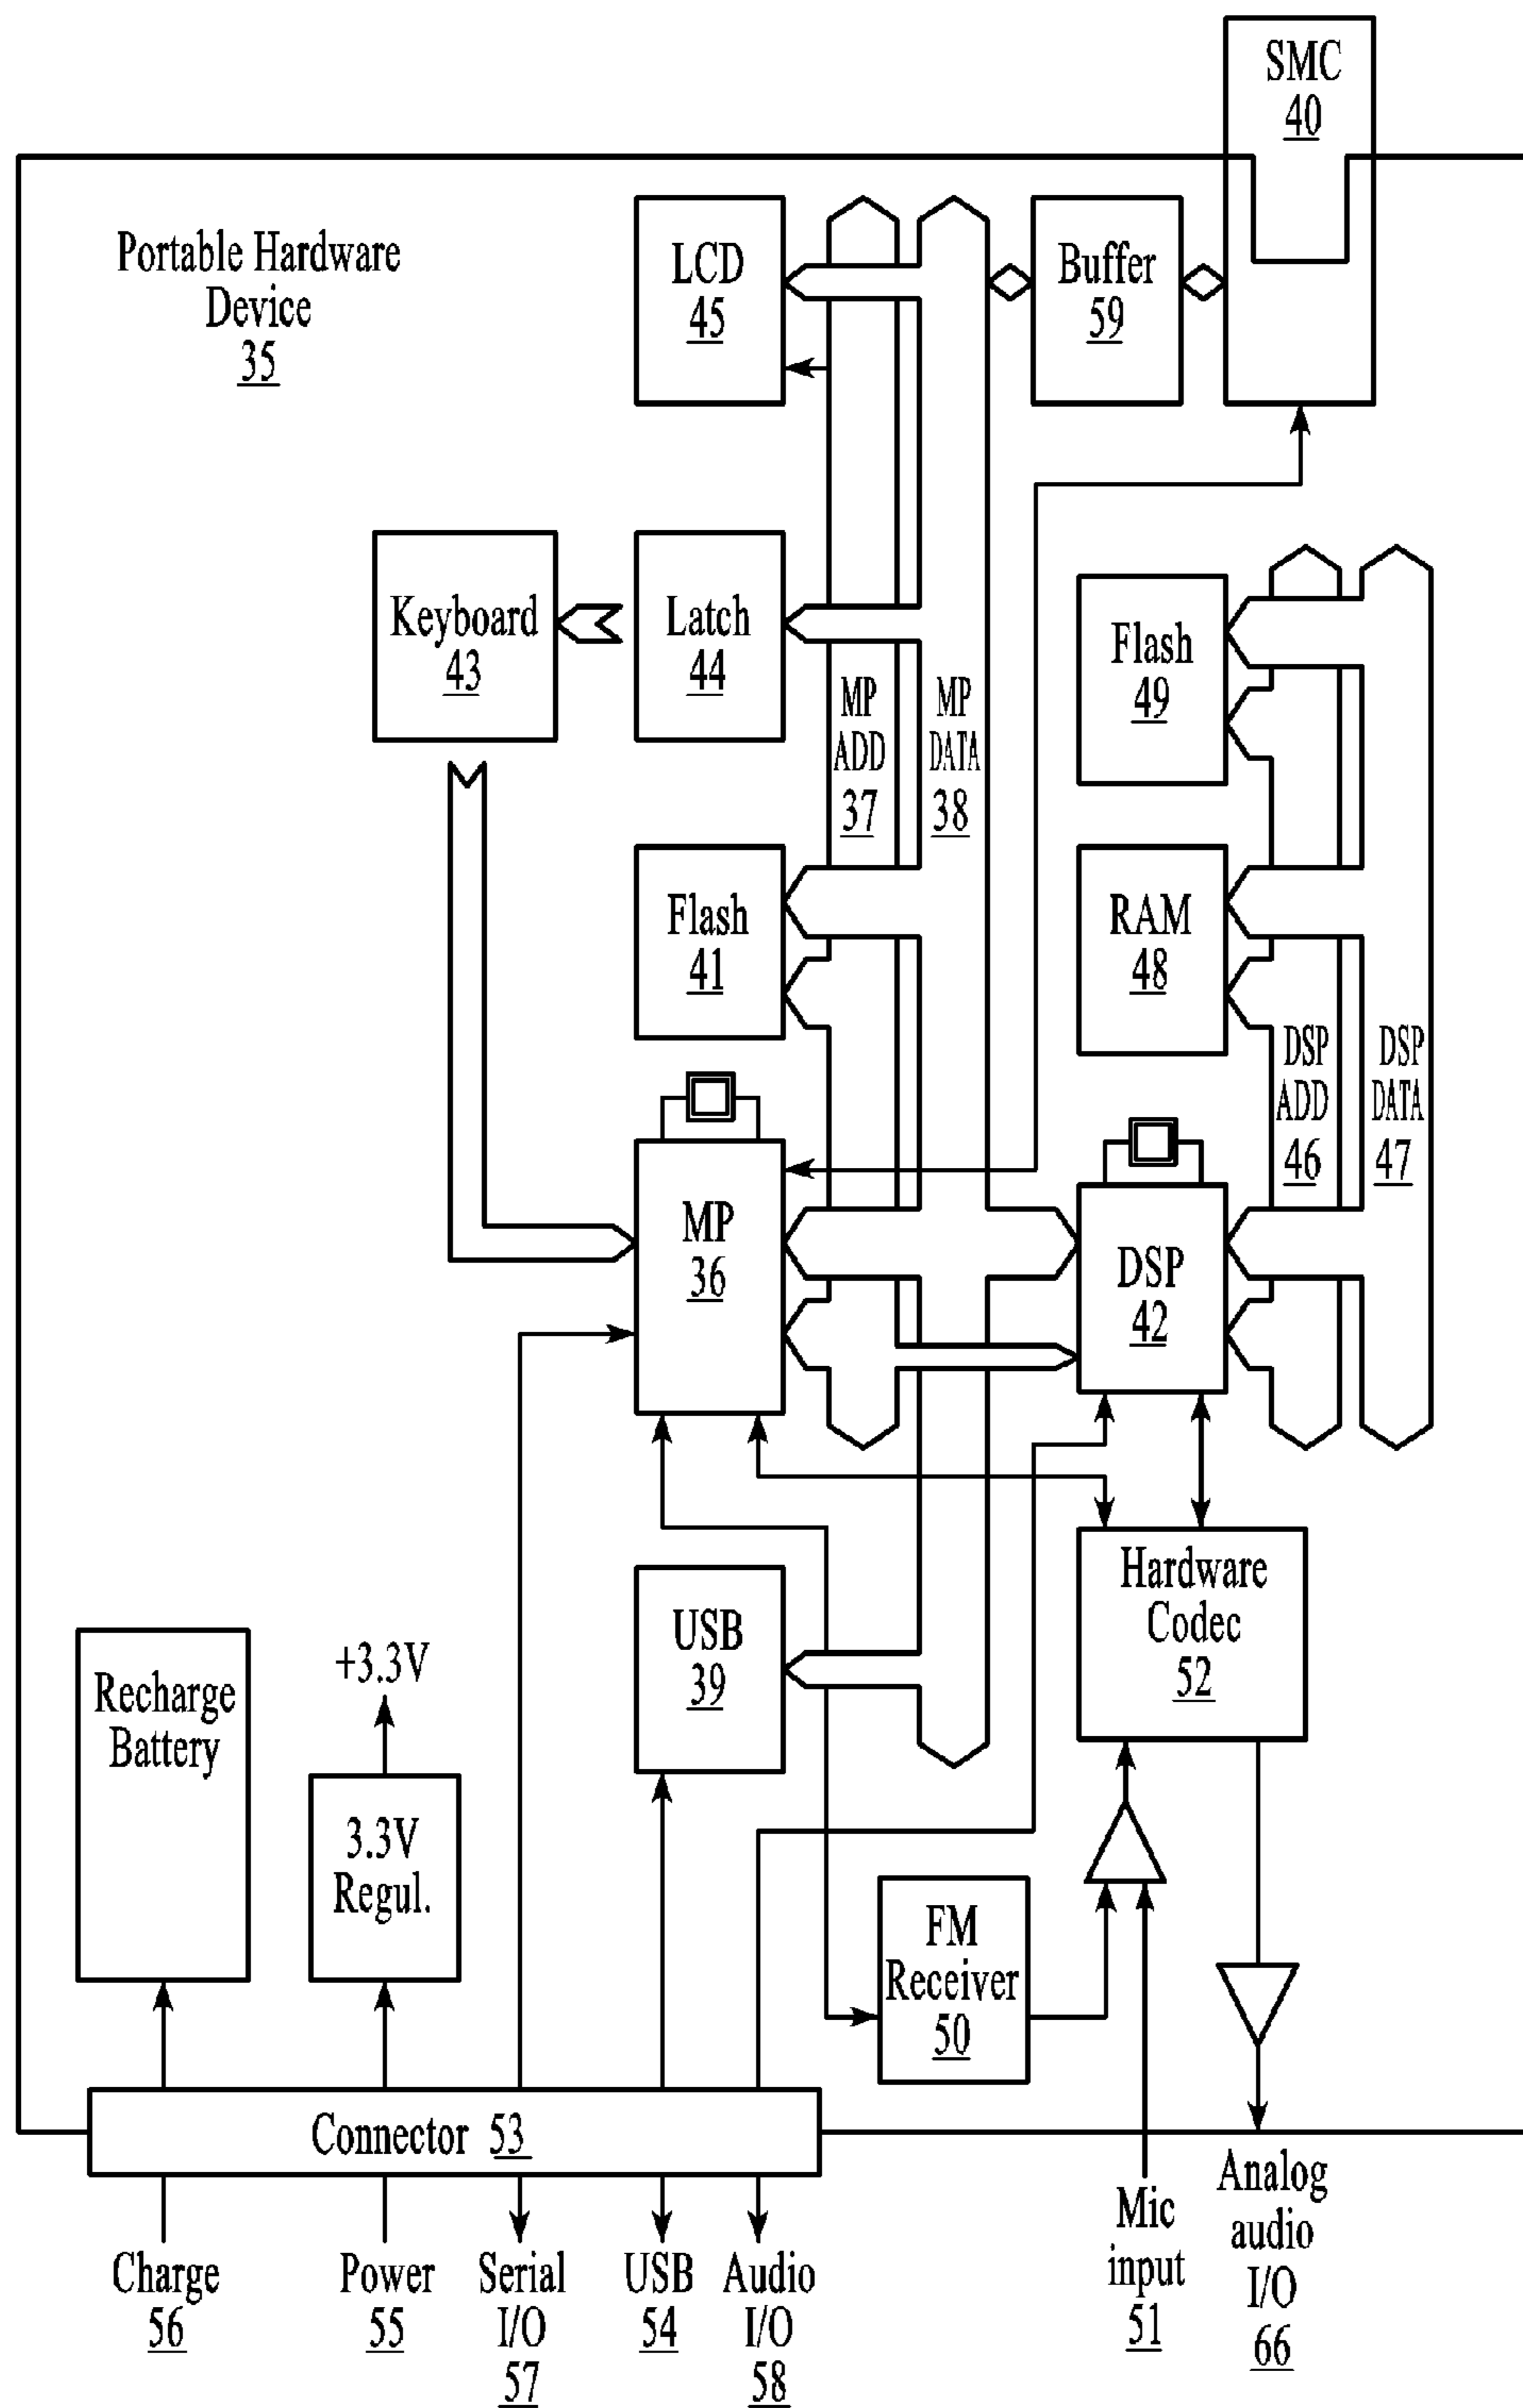 SMC
40
Portable Hardware
Device
35
LCD
45
Buffer
59
Keyboard
43
Latch
44
MP
ADD
37
MP
DATA
38
Flash
49
Flash
41
RAM
48
DSP
ADD
46
DSP
DATA
47
MP
36
DSP
42
Hardware
Codec
52
USB
39
Recharge
Battery
+3.3V
3.3V
Regul.
FM
Receiver
50
Connector 53
Charge
56
Power
55
Serial
I/O
57
USB
54
Audio
I/O
58
Mic
input
51
Analog
audio
I/O
66